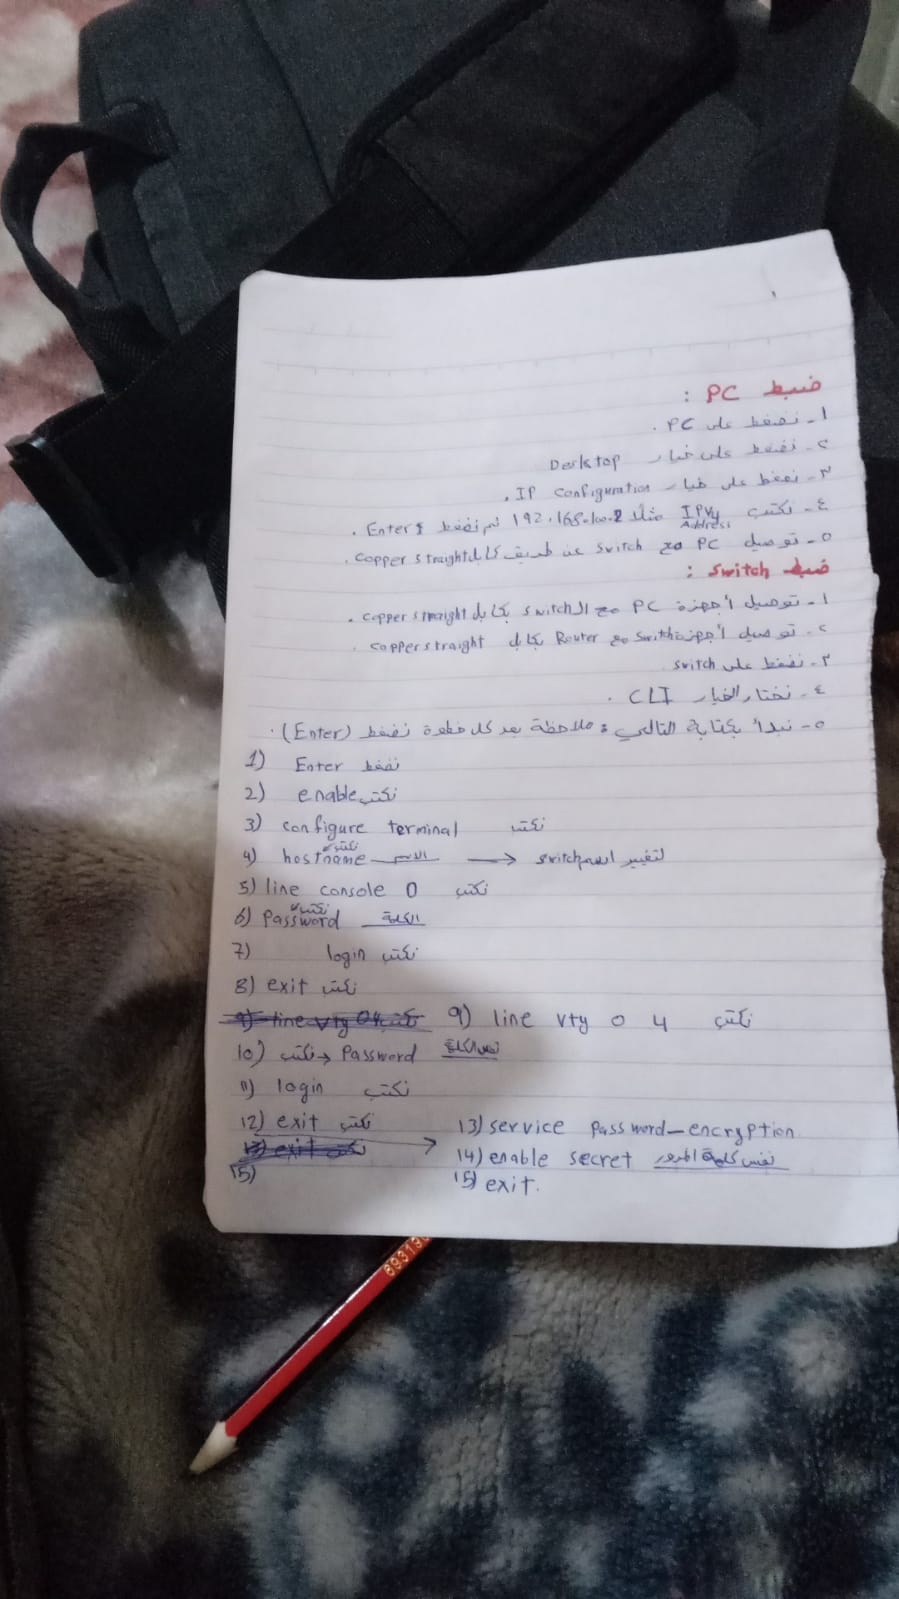 ضبط PC :
١- نضغط على PC .
٢- نضغط على خيار Desktop
٣- نضغط على خيار IP Configuration .
٤- نكتب IPV4 Address مثلا 192.168.100.2 ثم نضغط Enter .
٥- توصيل PC مع switch عن طريق كابل copper straight .
ضبط switch :
١- توصيل أجهزة PC مع الـ switch بكابل copper straight .
٢- توصيل أجهزة swith مع Router بكابل copper straight .
٣- نضغط على switch
٤- نختار الخيار CLI .
٥- نبدأ بكتابة التالي : ملاحظة بعد كل خطوة نضغط (Enter) .
1) Enter نضغط
2) enable نكتب
3) configure terminal نكتب
4) hostname نكتب الاسم → لتغيير اسم switch
5) line console 0 نكتب
6) Password نكتب الكلمة
7) login نكتب
8) exit نكتب
9) line vty 04 نكتب 9) line vty 0 4 نكتب
10) نكتب → Password نفس الكلمة
11) login نكتب
12) exit نكتب → 13) service password-encryption
13) exit نكتب 14) enable secret نفس كلمة المرور
15) 15) exit.
893190